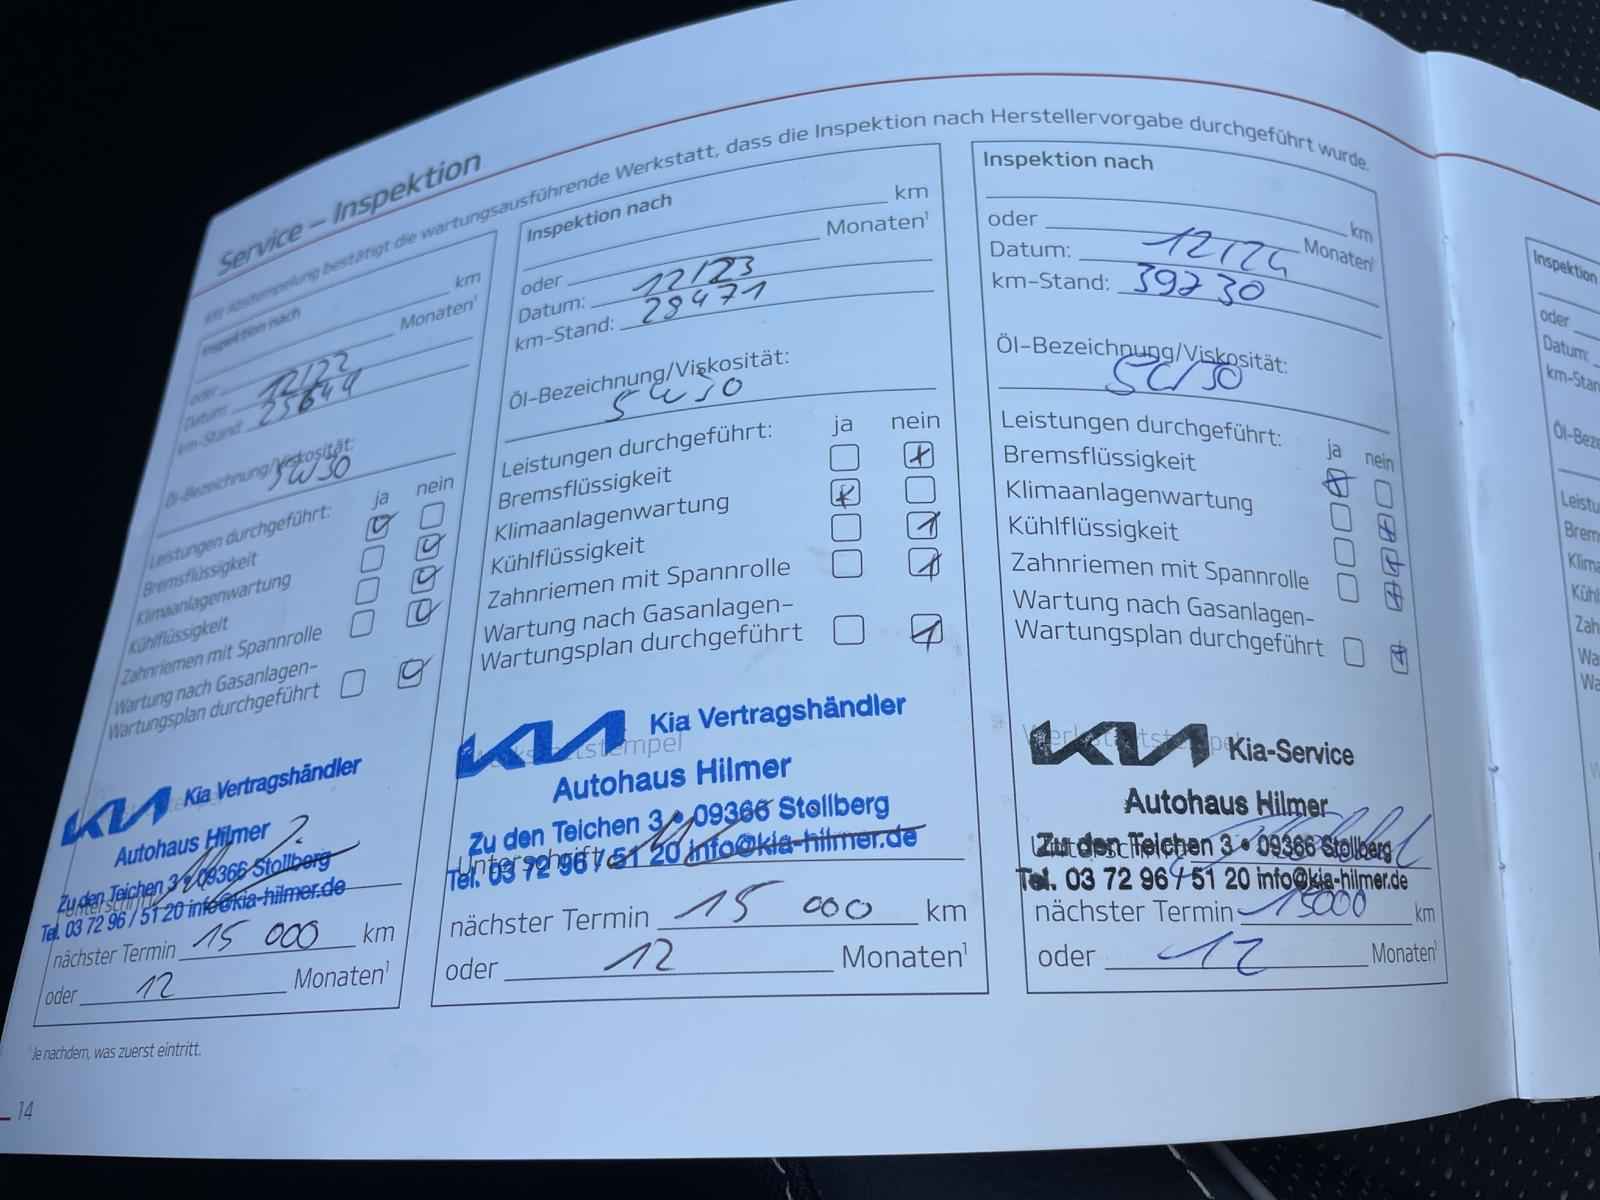 Service – Inspektion
Mit Abstempelung bestätigt die wartungsausführende Werkstatt, dass die Inspektion nach Herstellervorgabe durchgeführt wurde.
Inspektion nach
km
oder Monaten¹
Datum: 12/22
km-Stand: 23644
Öl-Bezeichnung/Viskosität:
5W30
Leistungen durchgeführt: ja nein
Bremsflüssigkeit
Klimaanlagenwartung
Kühlflüssigkeit
Zahnriemen mit Spannrolle
Wartung nach Gasanlagen-
Wartungsplan durchgeführt
KIA Kia Vertragshändler
Autohaus Hilmer
Zu den Teichen 3 • 09366 Stollberg
Unterschrift
Tel. 03 72 96 / 51 20 info@kia-hilmer.de
nächster Termin 15 000 km
oder 12 Monaten¹
Inspektion nach
km
oder Monaten¹
Datum: 12/23
km-Stand: 29471
Öl-Bezeichnung/Viskosität:
5W30
Leistungen durchgeführt: ja nein
Bremsflüssigkeit
Klimaanlagenwartung
Kühlflüssigkeit
Zahnriemen mit Spannrolle
Wartung nach Gasanlagen-
Wartungsplan durchgeführt
Werkstattstempel
KIA Kia Vertragshändler
Autohaus Hilmer
Zu den Teichen 3 • 09366 Stollberg
Unterschrift
Tel. 03 72 96 / 51 20 info@kia-hilmer.de
nächster Termin 15 000 km
oder 12 Monaten¹
Inspektion nach
km
oder Monaten¹
Datum: 12/24
km-Stand: 39230
Öl-Bezeichnung/Viskosität:
5W30
Leistungen durchgeführt: ja nein
Bremsflüssigkeit
Klimaanlagenwartung
Kühlflüssigkeit
Zahnriemen mit Spannrolle
Wartung nach Gasanlagen-
Wartungsplan durchgeführt
Werkstattstempel
KIA Kia-Service
Autohaus Hilmer
Zu den Teichen 3 • 09366 Stollberg
Unterschrift
Tel. 03 72 96 / 51 20 info@kia-hilmer.de
nächster Termin 15000 km
oder 12 Monaten¹
¹Je nachdem, was zuerst eintritt.
14
Inspektion
oder
Datum: